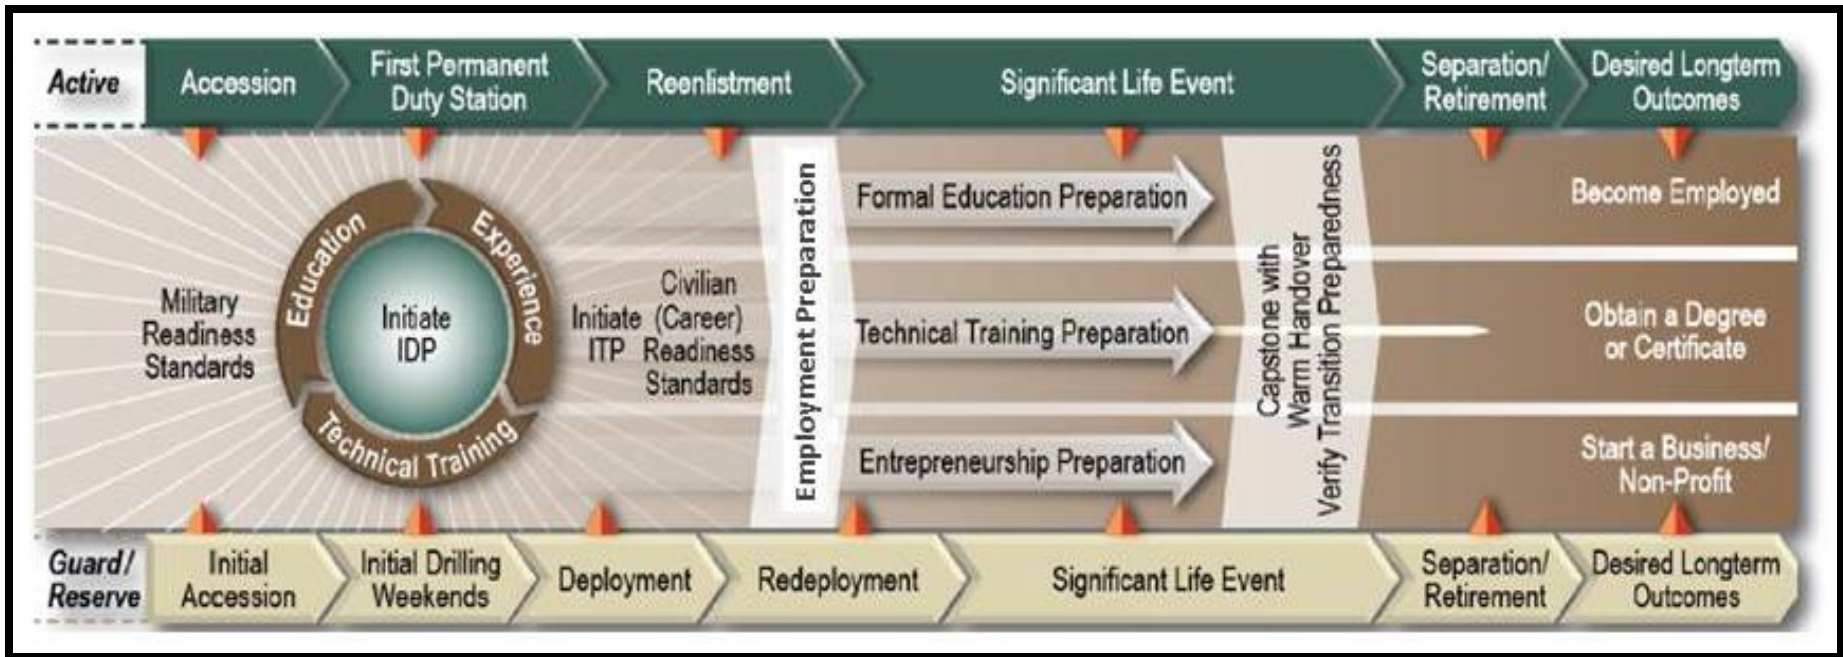 Active
Accession
First Permanent
Duty Station
Reenlistment
Significant Life Event
Separation/
Retirement
Desired Longterm
Outcomes
Military
Readiness
Standards
Education
Experience
Technical Training
Initiate
IDP
Initiate
ITP
Civilian
(Career)
Readiness
Standards
Employment Preparation
Formal Education Preparation
Technical Training Preparation
Entrepreneurship Preparation
Capstone with
Warm Handover
Verify Transition Preparedness
Become Employed
Obtain a Degree
or Certificate
Start a Business/
Non-Profit
Guard/
Reserve
Initial
Accession
Initial Drilling
Weekends
Deployment
Redeployment
Significant Life Event
Separation/
Retirement
Desired Longterm
Outcomes